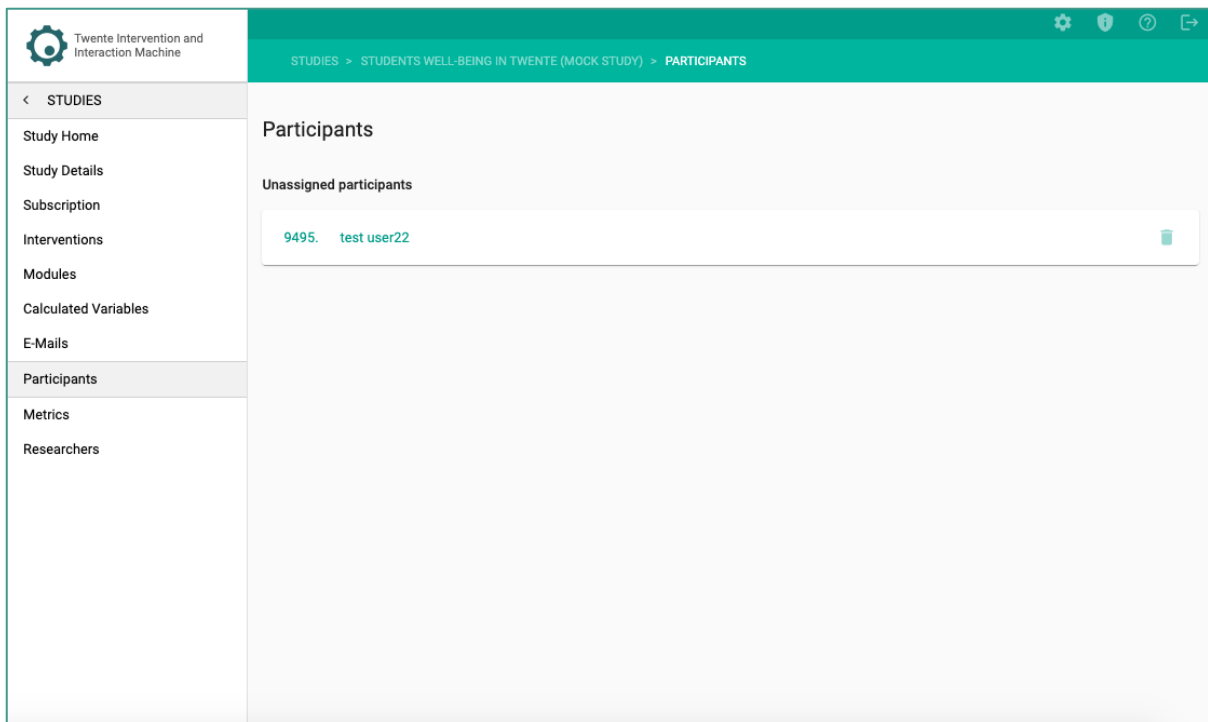 Twente Intervention and
Interaction Machine
STUDIES > STUDENTS WELL-BEING IN TWENTE (MOCK STUDY) > PARTICIPANTS
< STUDIES
Study Home
Study Details
Subscription
Interventions
Modules
Calculated Variables
E-Mails
Participants
Metrics
Researchers
Participants
Unassigned participants
9495. test user22